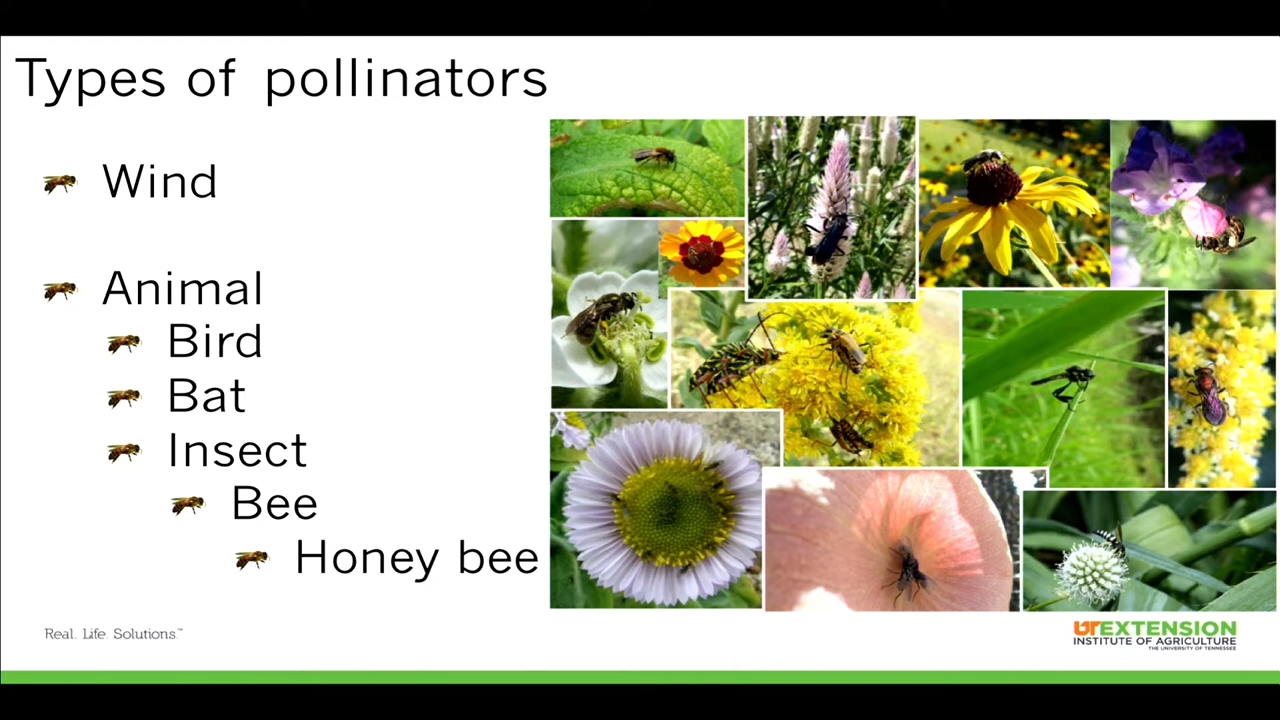 Types of pollinators
Wind
Animal
Bird
Bat
Insect
Bee
Honey bee
Real. Life. Solutions.™
UTEXTENSION
INSTITUTE OF AGRICULTURE
THE UNIVERSITY OF TENNESSEE